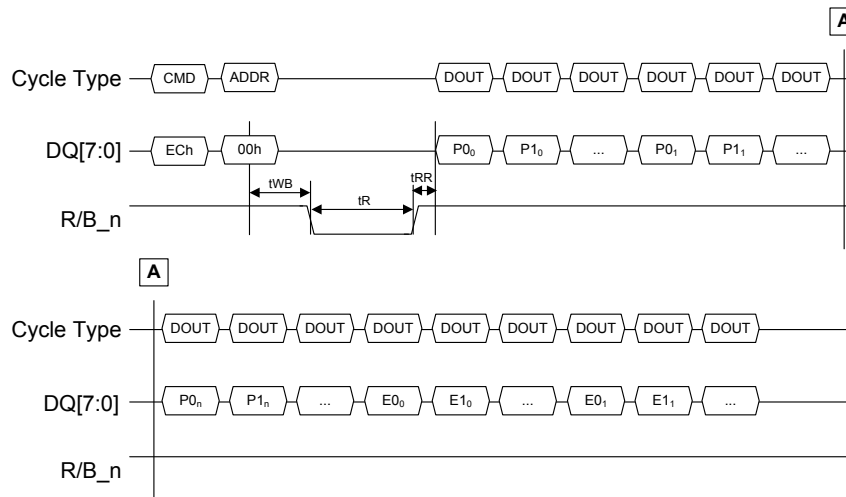 A
Cycle Type CMD ADDR DOUT DOUT DOUT DOUT DOUT DOUT
DQ[7:0] ECh 00h P0₀ P1₀ ... P0₁ P1₁ ...
tWB tR tRR
R/B_n
A
Cycle Type DOUT DOUT DOUT DOUT DOUT DOUT DOUT DOUT DOUT
DQ[7:0] P0ₙ P1ₙ ... E0₀ E1₀ ... E0₁ E1₁ ...
R/B_n